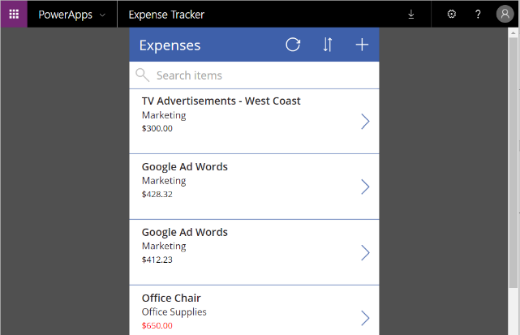 PowerApps Expense Tracker ?
Expenses
Search items
TV Advertisements - West Coast
Marketing
$300.00
Google Ad Words
Marketing
$428.32
Google Ad Words
Marketing
$412.23
Office Chair
Office Supplies
$650.00